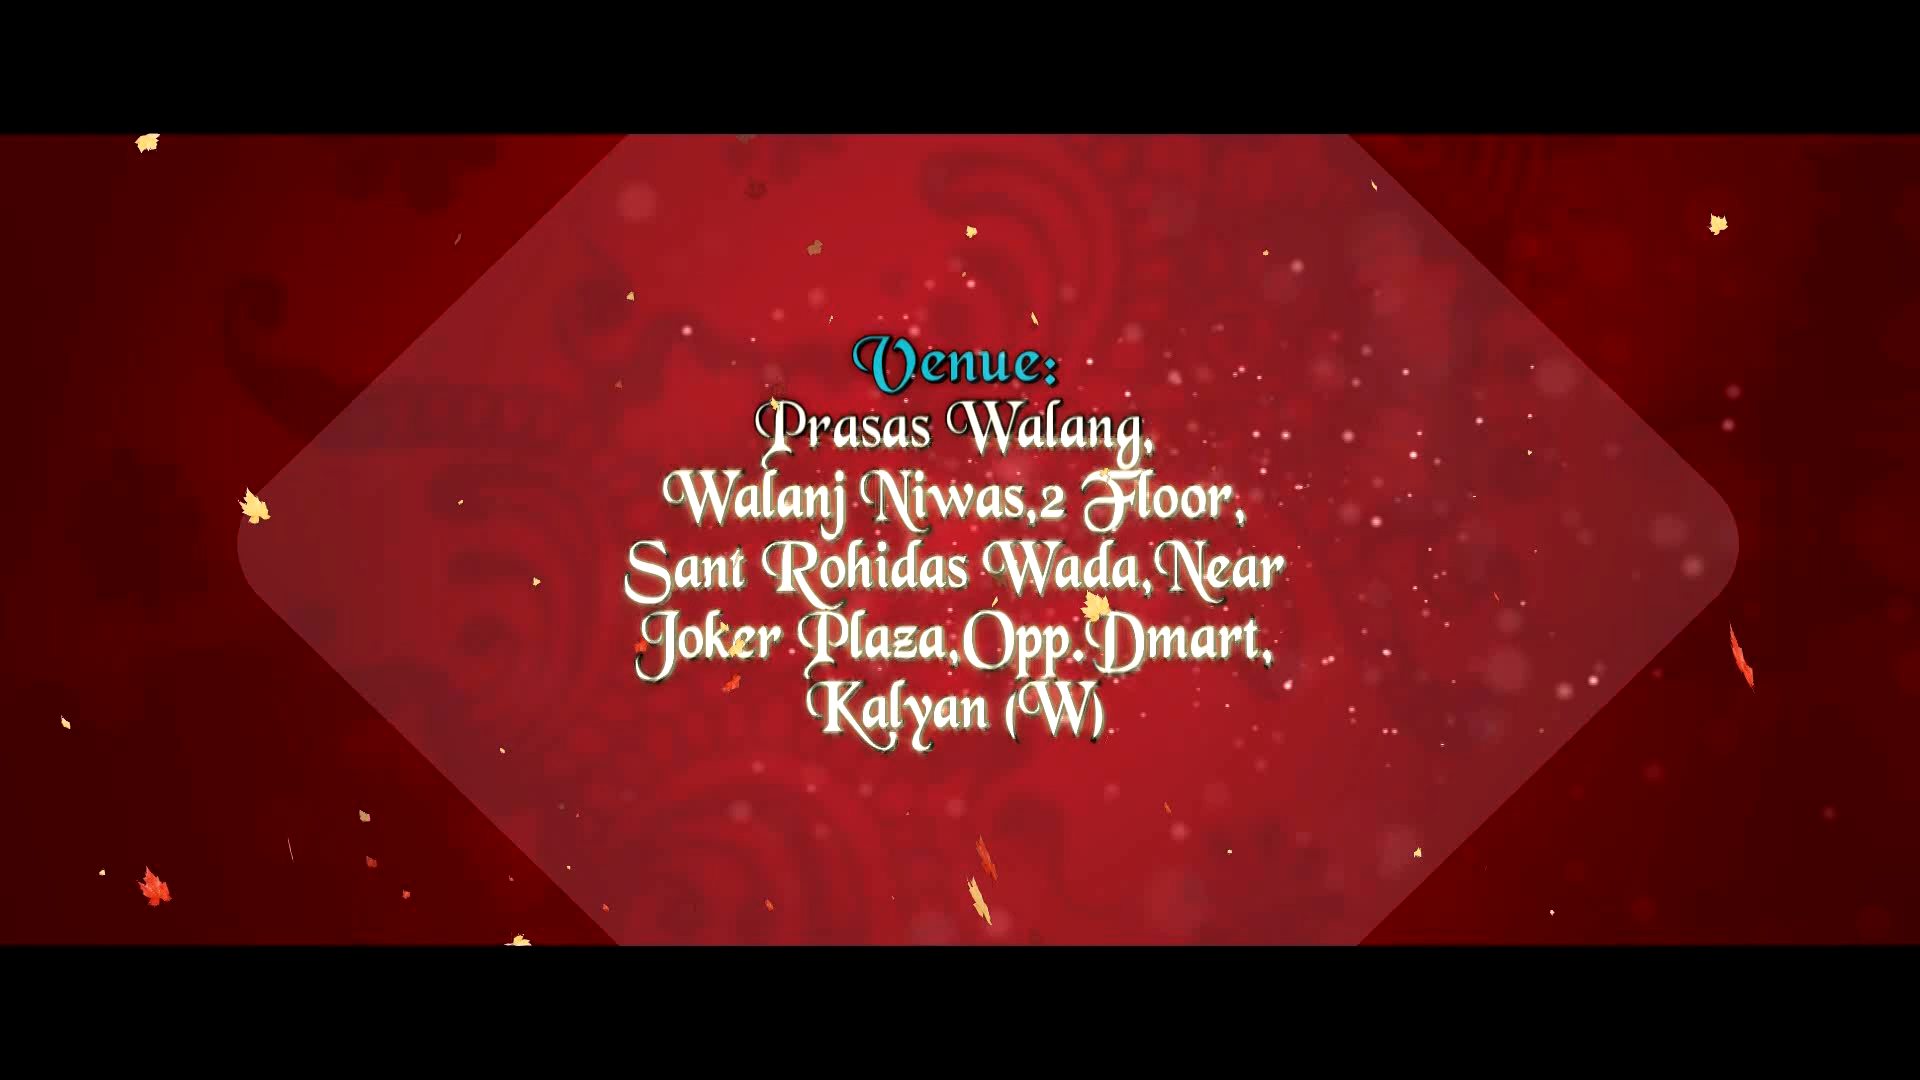 Venue:
Prasas Walang,
Walanj Niwas,2 Floor,
Sant Rohidas Wada,Near
Joker Plaza,Opp.Dmart,
Kalyan (W)